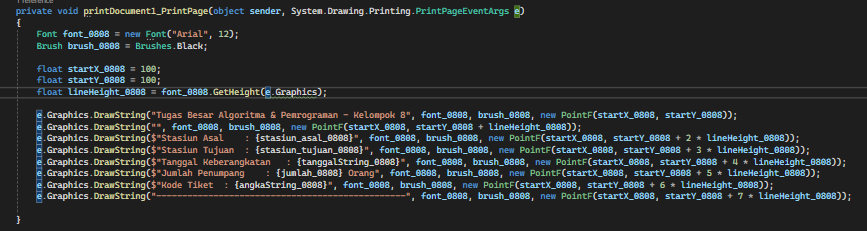 private void printDocument1_PrintPage(object sender, System.Drawing.Printing.PrintPageEventArgs e)
{
    Font font_0808 = new Font("Arial", 12);
    Brush brush_0808 = Brushes.Black;

    float startX_0808 = 100;
    float startY_0808 = 100;
    float lineHeight_0808 = font_0808.GetHeight(e.Graphics);

    e.Graphics.DrawString("Tugas Besar Algoritma & Pemrograman - Kelompok 8", font_0808, brush_0808, new PointF(startX_0808, startY_0808));
    e.Graphics.DrawString("", font_0808, brush_0808, new PointF(startX_0808, startY_0808 + lineHeight_0808));
    e.Graphics.DrawString($"Stasiun Asal    : {stasiun_asal_0808}", font_0808, brush_0808, new PointF(startX_0808, startY_0808 + 2 * lineHeight_0808));
    e.Graphics.DrawString($"Stasiun Tujuan  : {stasiun_tujuan_0808}", font_0808, brush_0808, new PointF(startX_0808, startY_0808 + 3 * lineHeight_0808));
    e.Graphics.DrawString($"Tanggal Keberangkatan   : {tanggalString_0808}", font_0808, brush_0808, new PointF(startX_0808, startY_0808 + 4 * lineHeight_0808));
    e.Graphics.DrawString($"Jumlah Penumpang    : {jumlah_0808} Orang", font_0808, brush_0808, new PointF(startX_0808, startY_0808 + 5 * lineHeight_0808));
    e.Graphics.DrawString($"Kode Tiket  : {angkaString_0808}", font_0808, brush_0808, new PointF(startX_0808, startY_0808 + 6 * lineHeight_0808));
    e.Graphics.DrawString("-----------------------------------------------", font_0808, brush_0808, new PointF(startX_0808, startY_0808 + 7 * lineHeight_0808));
}